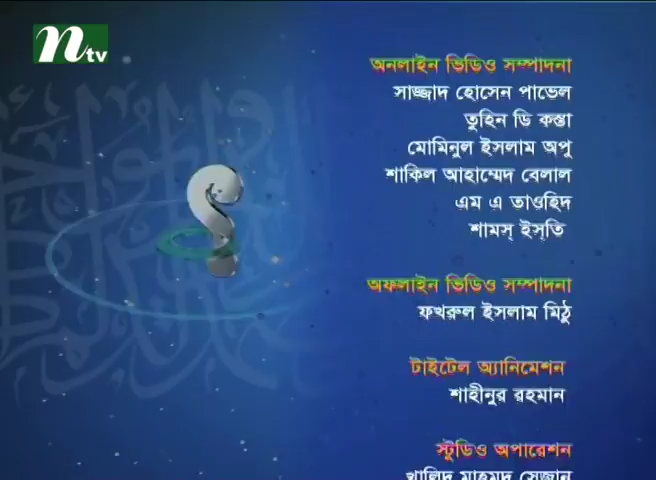 ntv
অনলাইন ভিডিও সম্পাদনা
সাজ্জাদ হোসেন পাভেল
তুহিন ডি কস্তা
মোমিনুল ইসলাম অপু
শাকিল আহাম্মেদ বেলাল
এম এ তাওহিদ
শামস্ ইস্তি
অফলাইন ভিডিও সম্পাদনা
ফখরুল ইসলাম মিঠু
টাইটেল অ্যানিমেশন
শাহীনুর রহমান
স্টুডিও অপারেশন
খালিদ মাহমুদ সেজান